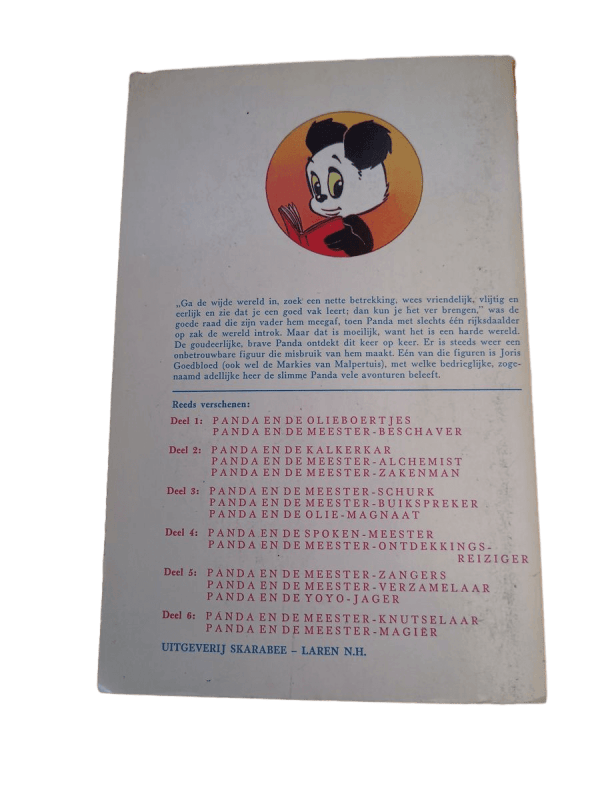 „Ga de wijde wereld in, zoek een nette betrekking, wees vriendelijk, vlijtig en
eerlijk en zie dat je een goed vak leert; dan kun je het ver brengen,” was de
goede raad die zijn vader hem meegaf, toen Panda met slechts één rijksdaalder
op zak de wereld introk. Maar dat is moeilijk, want het is een harde wereld.
De goudeerlijke, brave Panda ontdekt dit keer op keer. Er is steeds weer een
onbetrouwbare figuur die misbruik van hem maakt. Eén van die figuren is Joris
Goedbloed (ook wel de Markies van Malpertuis), met welke bedrieglijke, zoge-
naamd adellijke heer de slimme Panda vele avonturen beleeft.
Reeds verschenen:
Deel 1: PANDA EN DE OLIEBOERTJES
PANDA EN DE MEESTER-BESCHAVER
Deel 2: PANDA EN DE KALKERKAR
PANDA EN DE MEESTER-ALCHEMIST
PANDA EN DE MEESTER-ZAKENMAN
Deel 3: PANDA EN DE MEESTER-SCHURK
PANDA EN DE MEESTER-BUIKSPREKER
PANDA EN DE OLIE-MAGNAAT
Deel 4: PANDA EN DE SPOKEN-MEESTER
PANDA EN DE MEESTER-ONTDEKKINGS-
REIZIGER
Deel 5: PANDA EN DE MEESTER-ZANGERS
PANDA EN DE MEESTER-VERZAMELAAR
PANDA EN DE YOYO-JAGER
Deel 6: PANDA EN DE MEESTER-KNUTSELAAR
PANDA EN DE MEESTER-MAGIËR
UITGEVERIJ SKARABEE – LAREN N.H.